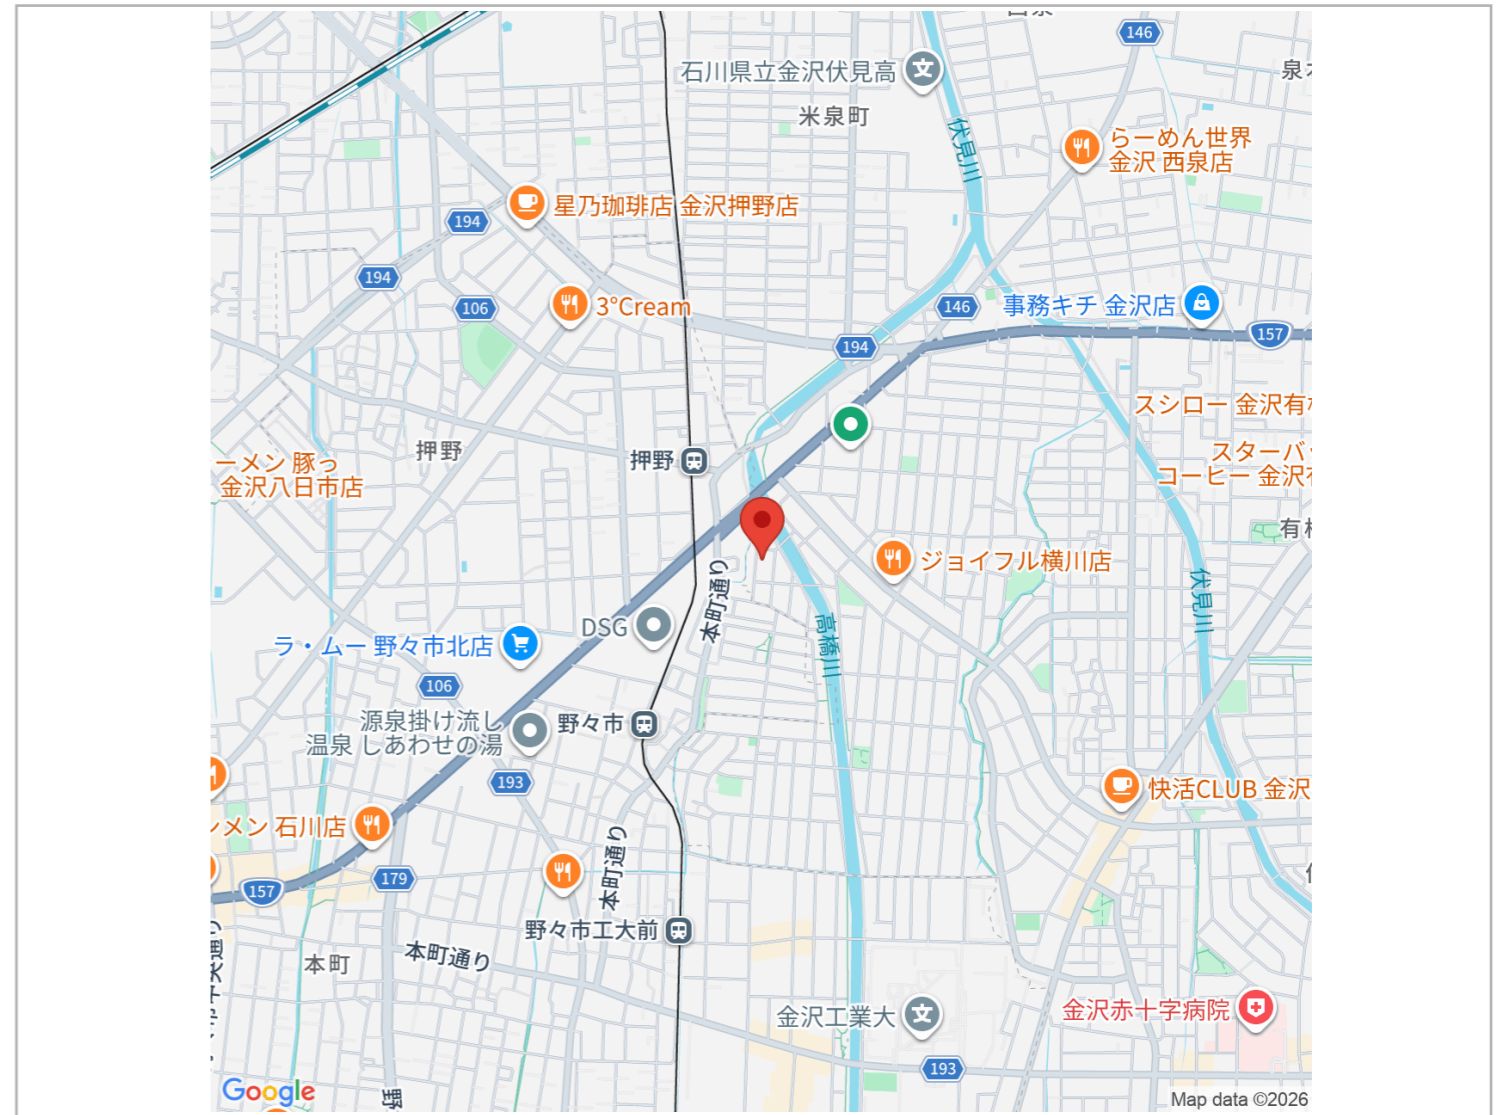 146
石川県立金沢伏見高
米泉町
伏見川
らーめん世界
金沢 西泉店
星乃珈琲店 金沢押野店
194
194
106
3°Cream
146
事務キチ 金沢店
157
194
スシロー 金沢有
押野
押野
ーメン 豚っ
金沢八日市店
スターバ
コーヒー 金沢
有
ジョイフル横川店
本町通り
伏見川
DSG
高橋川
ラ・ムー 野々市北店
106
源泉掛け流し
温泉 しあわせの湯
野々市
193
快活CLUB 金沢
メン 石川店
本町通り
179
157
野々市工大前
本町通り
本町
金沢工業大
金沢赤十字病院
193
Google
野
Map data ©2026